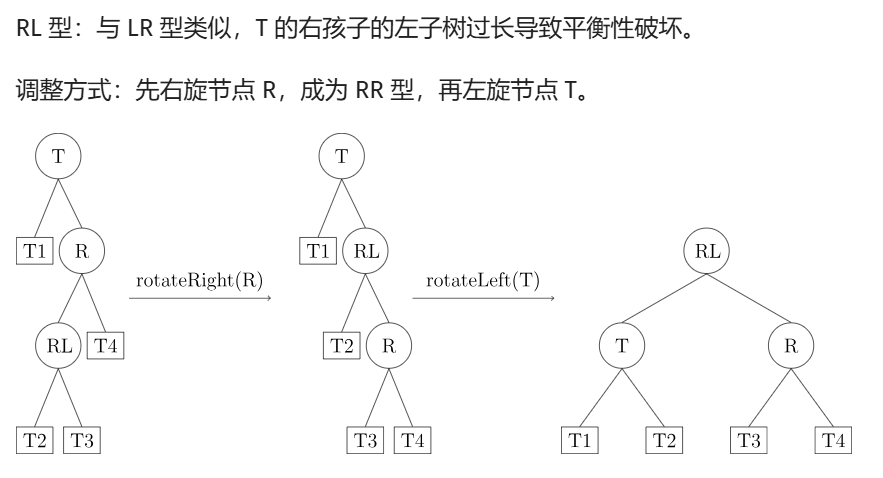 RL 型：与 LR 型类似，T 的右孩子的左子树过长导致平衡性破坏。
调整方式：先右旋节点 R，成为 RR 型，再左旋节点 T。
T
T
T1
R
T1
RL
RL
rotateRight(R)
rotateLeft(T)
RL
T4
T2
R
T
R
T2
T3
T3
T4
T1
T2
T3
T4